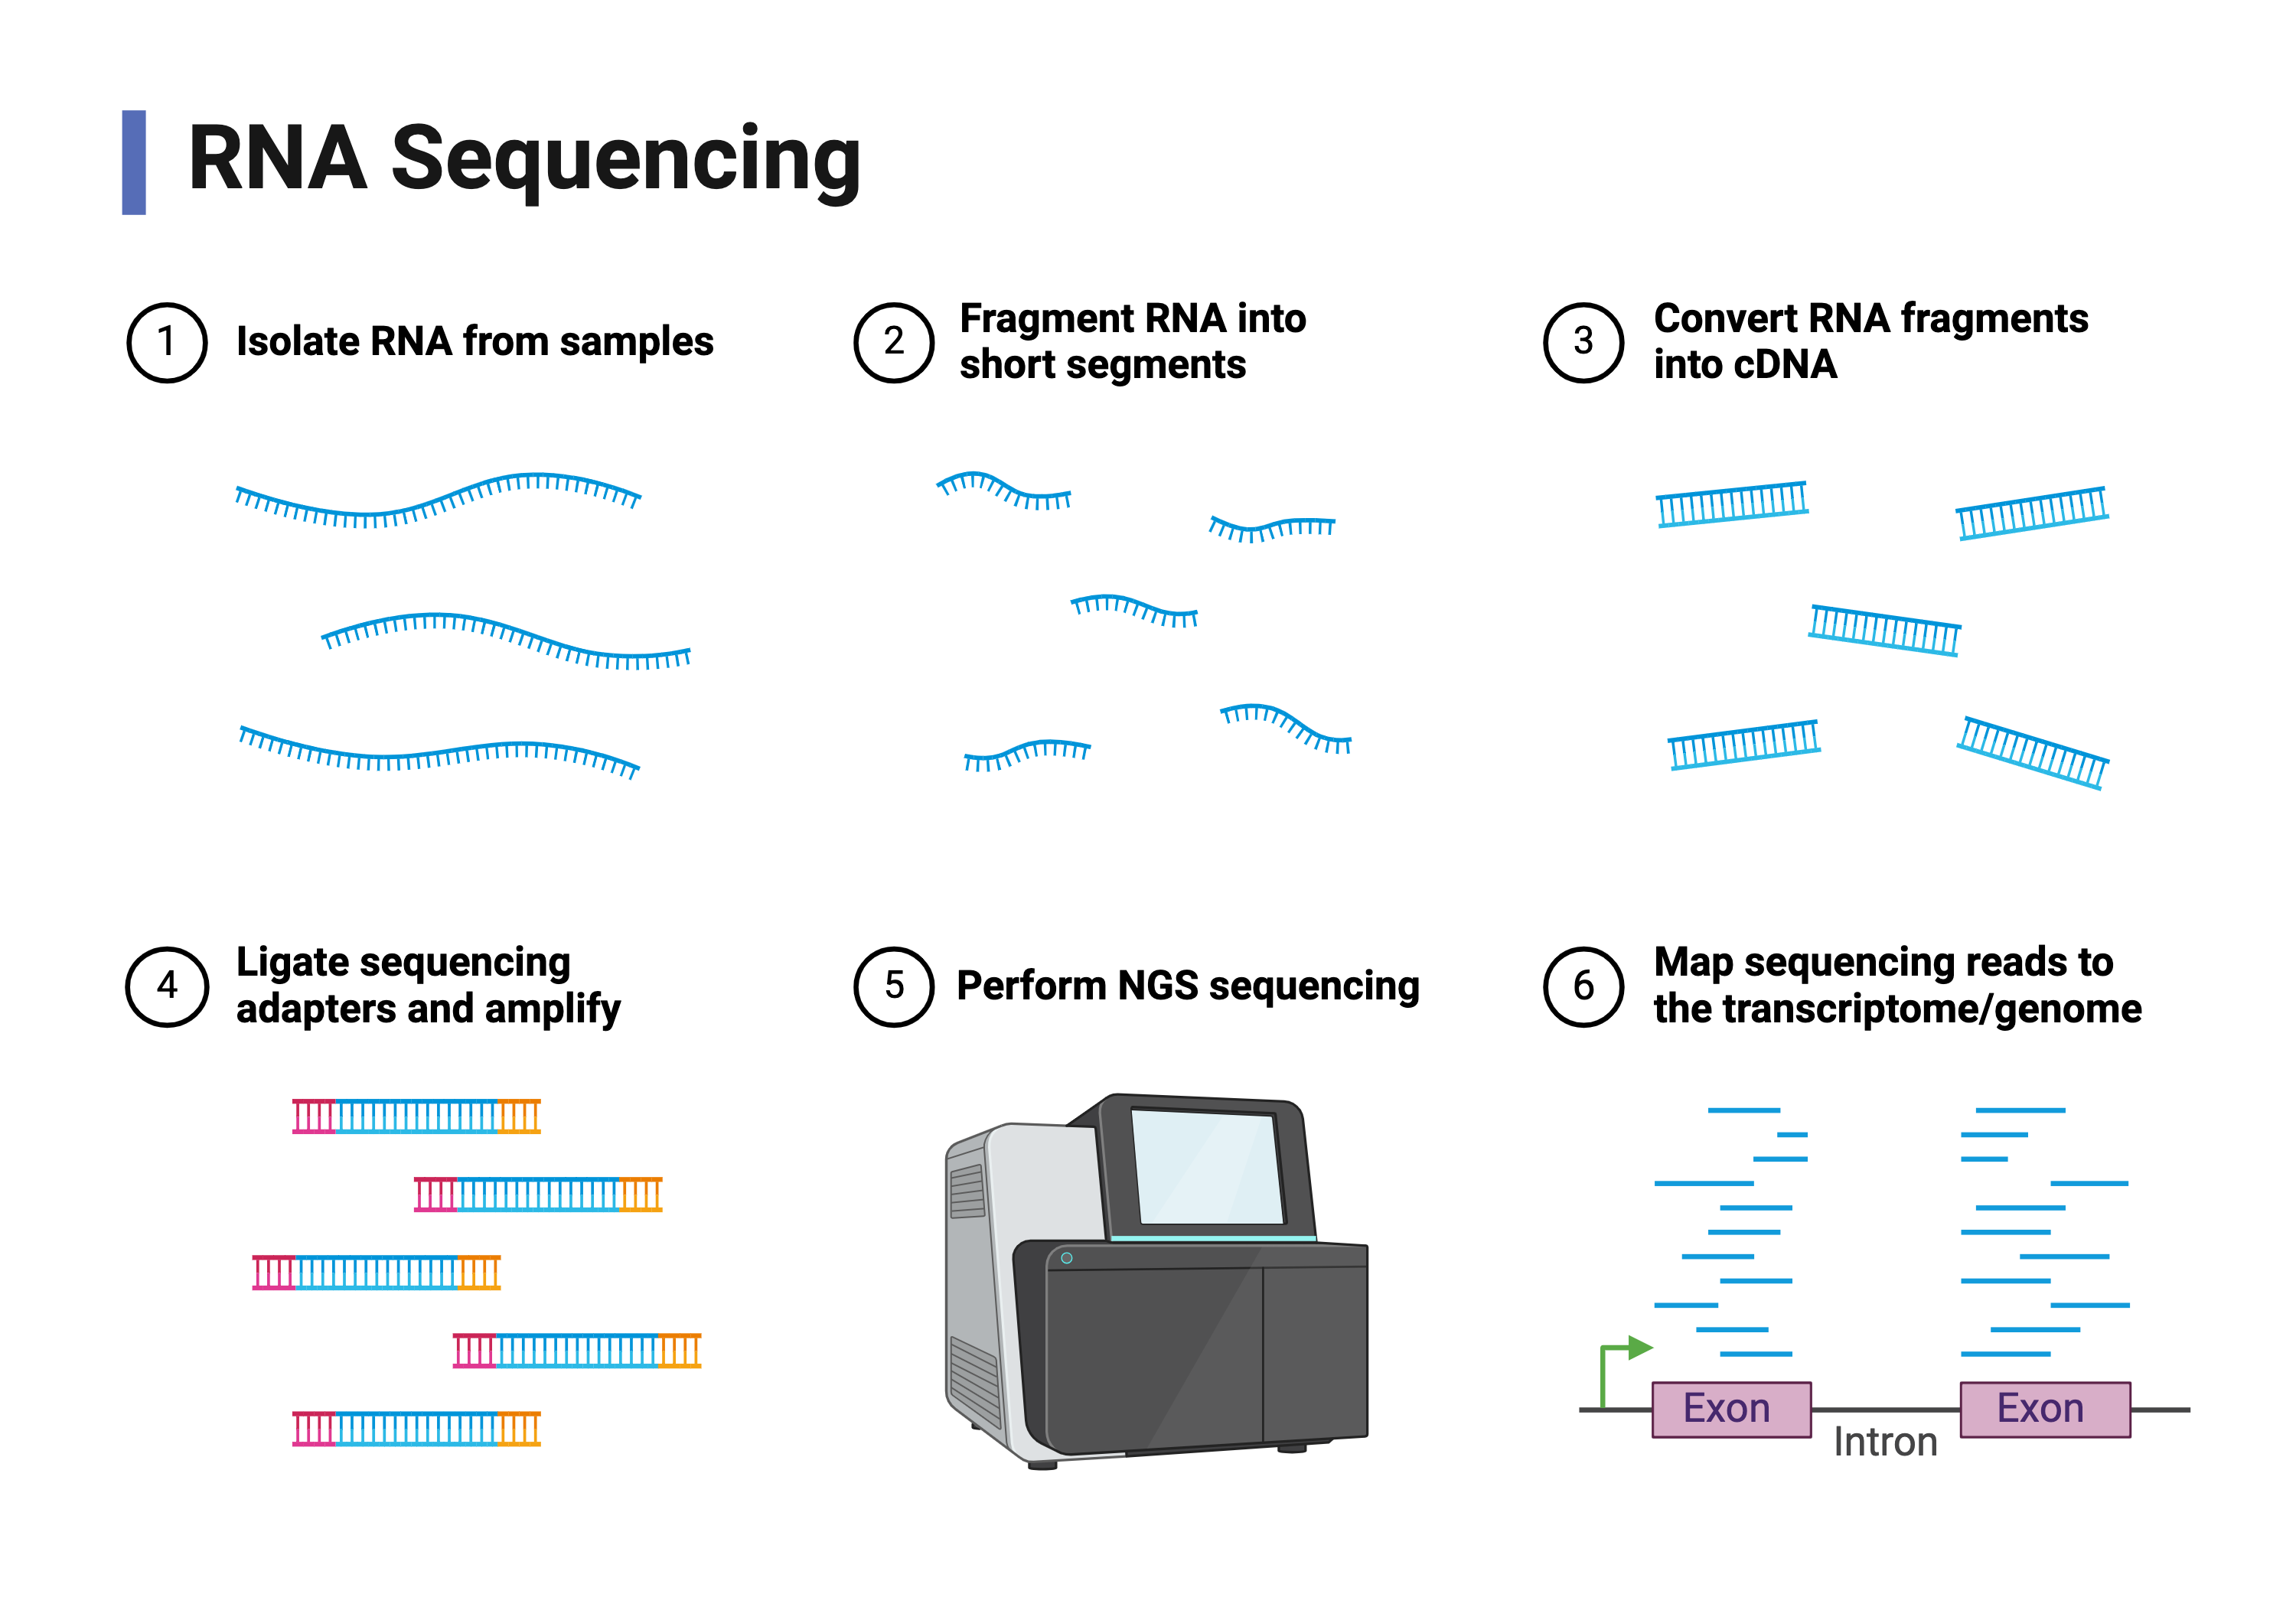 RNA Sequencing
1
Isolate RNA from samples
2
Fragment RNA into
short segments
3
Convert RNA fragments
into cDNA
4
Ligate sequencing
adapters and amplify
5
Perform NGS sequencing
6
Map sequencing reads to
the transcriptome/genome
Exon
Intron
Exon